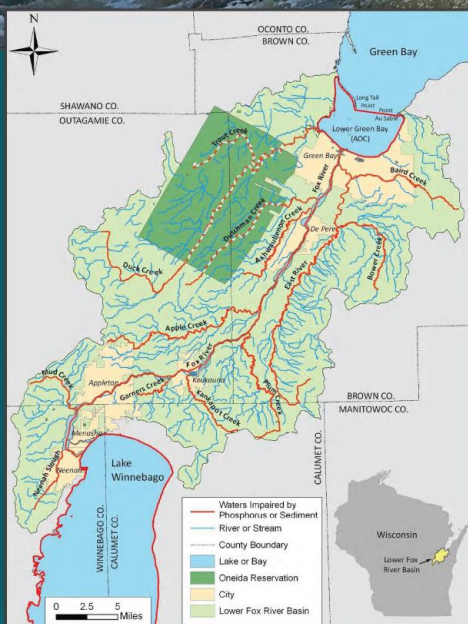 N
OCONTO CO.
BROWN CO.
Green Bay
SHAWANO CO.
OUTAGAMIE CO.
Long Tail
Point
Point
Au Sable
Lower Green Bay
(AOC)
Trout Creek
Green Bay
Fox River
Baird Creek
Dutchman Creek
Ashwaubenon Creek
De Pere
Duck Creek
East River
Bower Creek
Apple Creek
Fox River
Mud Creek
Appleton
Garners Creek
Kaukauna
Kankapot Creek
Plum Creek
BROWN CO.
MANITOWOC CO.
Menasha
Neenah
Neenah Slough
Lake
Winnebago
CALUMET CO.
WINNEBAGO CO.
CALUMET CO.
Waters Impaired by
Phosphorus or Sediment
River or Stream
County Boundary
Lake or Bay
Oneida Reservation
City
Lower Fox River Basin
0 2.5 5
Miles
Wisconsin
Lower Fox
River Basin